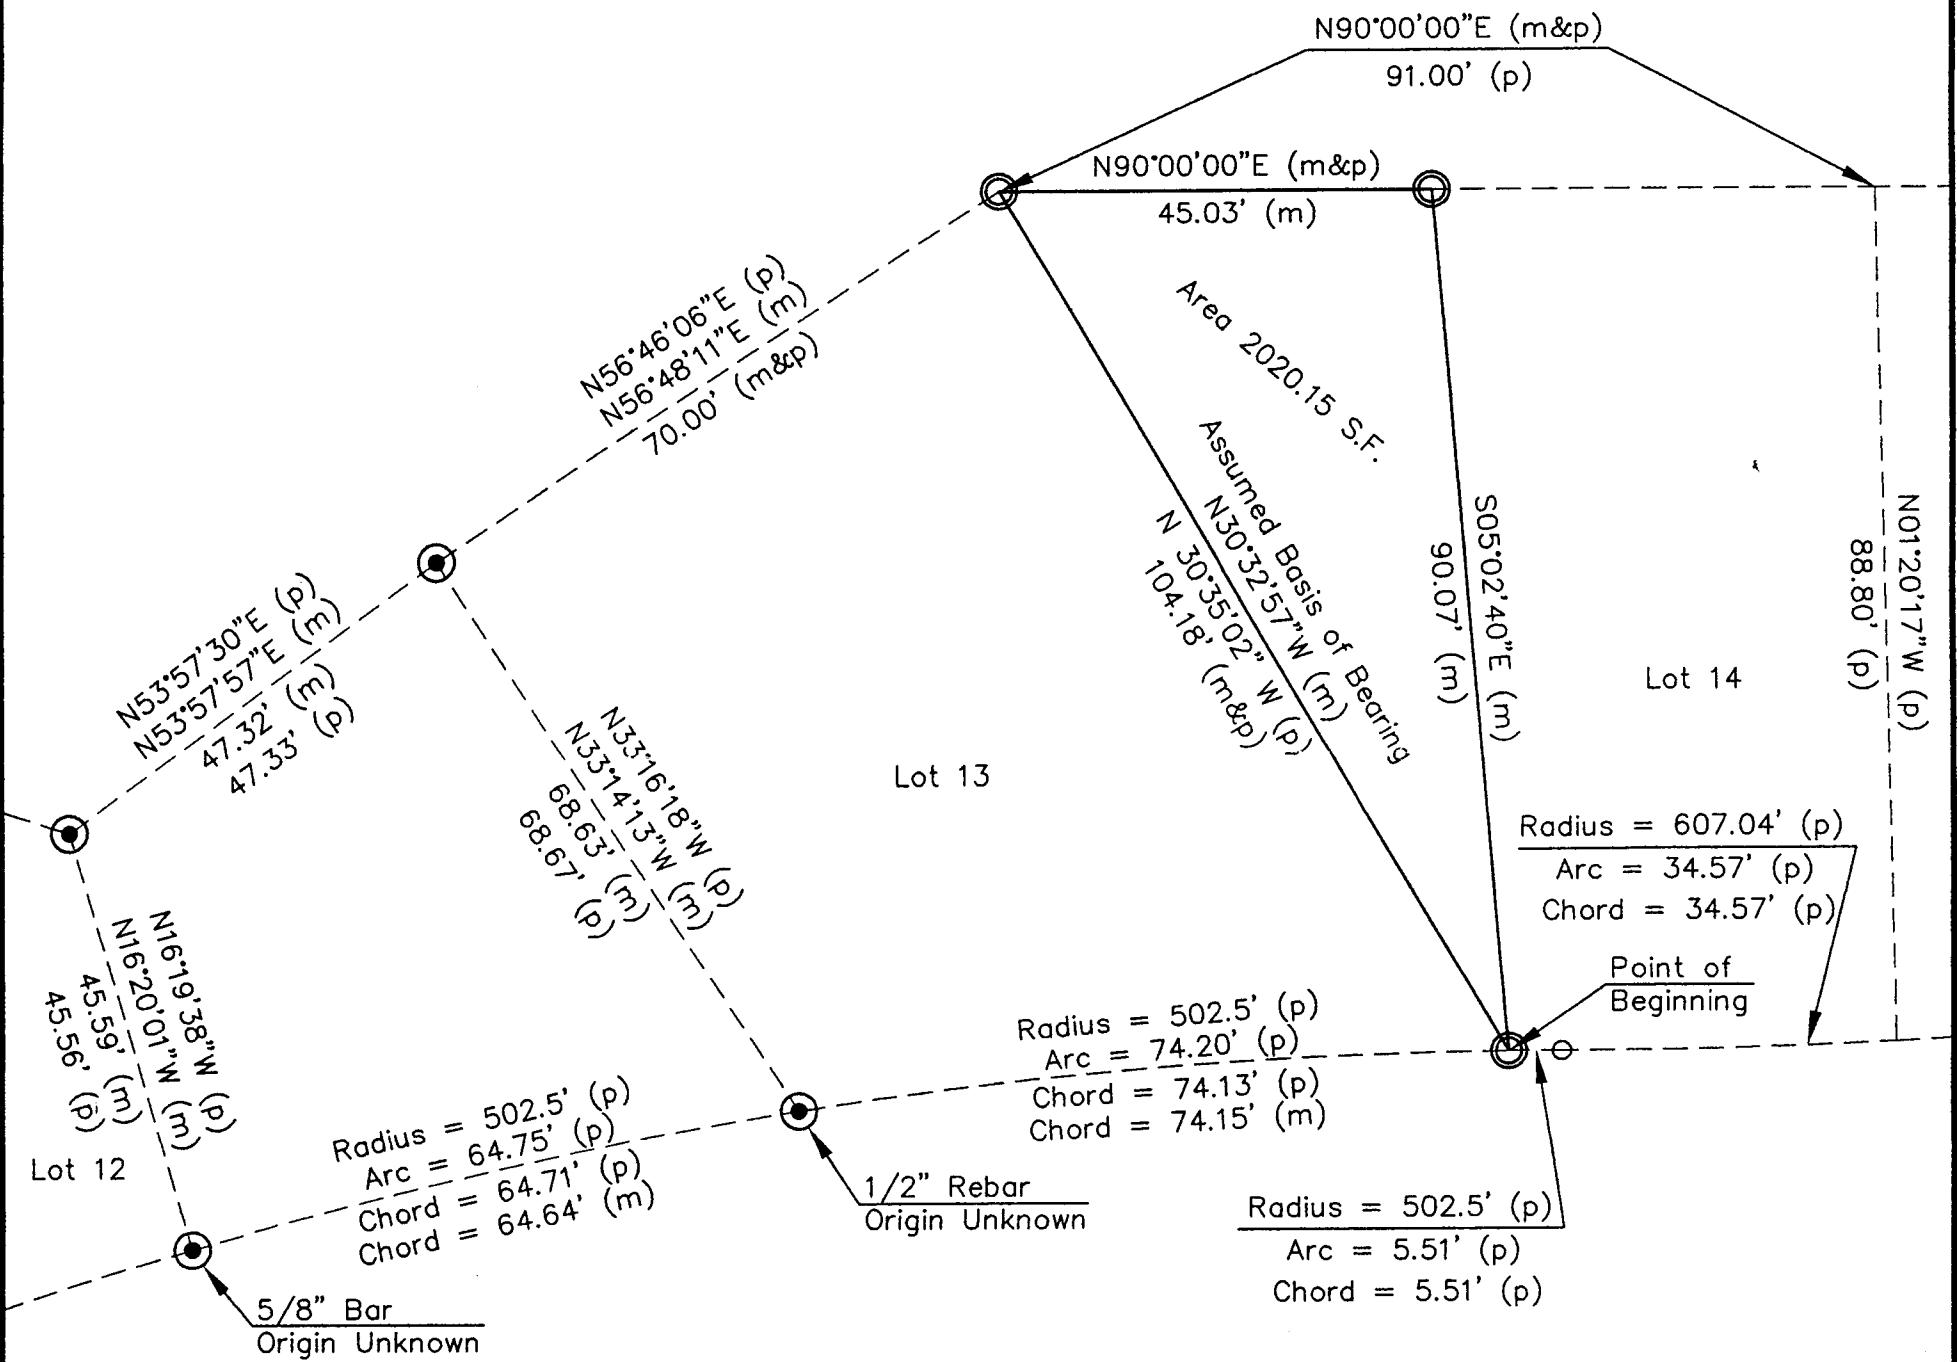 N90°00'00"E (m&p)
91.00' (p)
N90°00'00"E (m&p)
45.03' (m)
N56°46'06"E (p)
N56°48'11"E (m)
70.00' (m&p)
Area 2020.15 S.F.
Assumed Basis of Bearing
N30°32'57"W (m)
N 30°35'02" W (p)
104.18' (m&p)
S05°02'40"E (m)
90.07' (m)
N01°20'17"W (p)
88.80' (p)
Lot 14
N53°57'30"E (p)
N53°57'57"E (m)
47.32' (m)
47.33' (p)
N33°16'18"W (p)
N33°14'13"W (m)
68.63' (m)
68.67' (p)
Lot 13
Radius = 607.04' (p)
Arc = 34.57' (p)
Chord = 34.57' (p)
Point of
Beginning
N16°19'38"W (p)
N16°20'01"W (m)
45.59' (m)
45.56' (p)
Lot 12
Radius = 502.5' (p)
Arc = 64.75' (p)
Chord = 64.71' (p)
Chord = 64.64' (m)
Radius = 502.5' (p)
Arc = 74.20' (p)
Chord = 74.13' (p)
Chord = 74.15' (m)
1/2" Rebar
Origin Unknown
Radius = 502.5' (p)
Arc = 5.51' (p)
Chord = 5.51' (p)
5/8" Bar
Origin Unknown